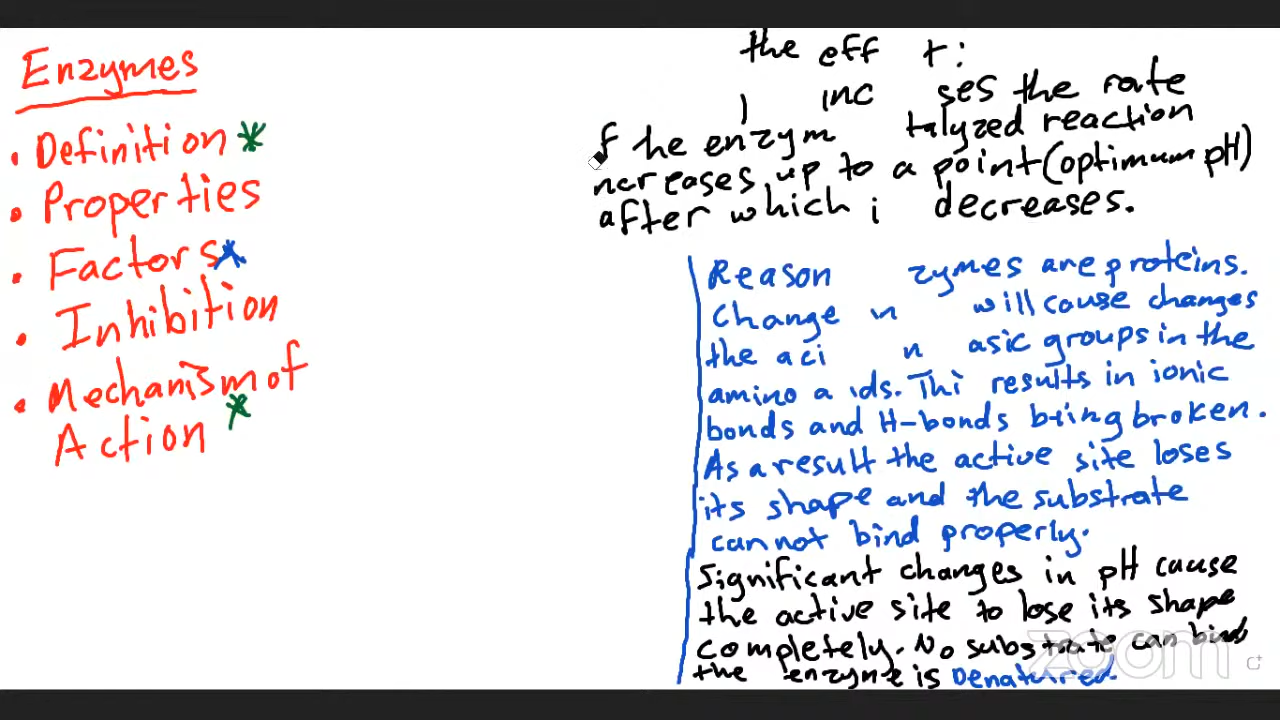 Enzymes
• Definition *
• Properties
• Factors *
• Inhibition
• Mechanism of
Action *
the eff t:
inc ses the rate
f he enzym talyzed reaction
ncreases up to a point (optimum pH)
after which i decreases.
Reason zymes are proteins.
Change n will cause changes
the aci n asic groups in the
amino a ids. Thi results in ionic
bonds and H-bonds being broken.
As a result the active site loses
its shape and the substrate
cannot bind properly.
Significant changes in pH cause
the active site to lose its shape
completely. No substrate can bind
the enzyme is Denatured.
zoom